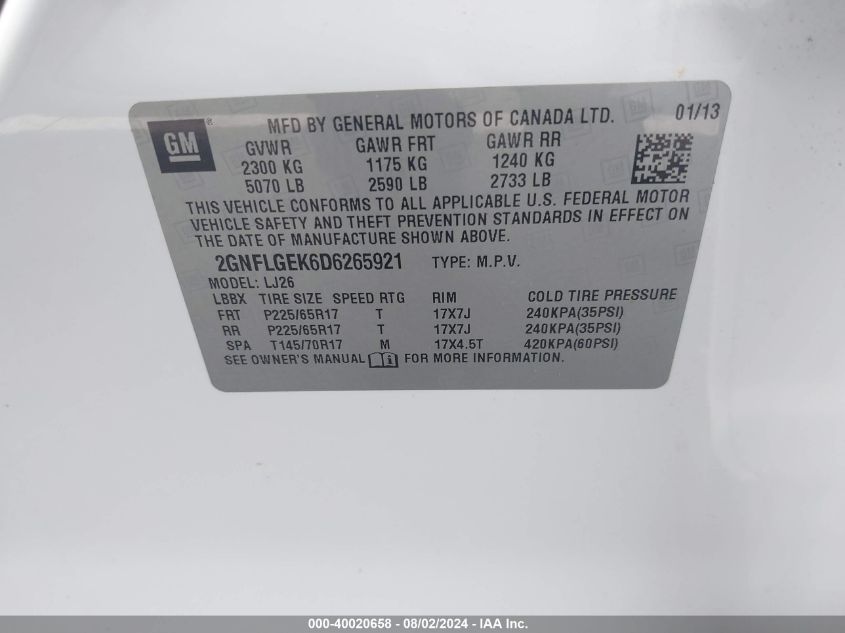 GM ®
MFD BY GENERAL MOTORS OF CANADA LTD. 01/13
GVWR GAWR FRT GAWR RR
2300 KG 1175 KG 1240 KG
5070 LB 2590 LB 2733 LB
THIS VEHICLE CONFORMS TO ALL APPLICABLE U.S. FEDERAL MOTOR
VEHICLE SAFETY AND THEFT PREVENTION STANDARDS IN EFFECT ON
THE DATE OF MANUFACTURE SHOWN ABOVE.
2GNFLGEK6D6265921 TYPE: M.P.V.
MODEL: LJ26
LBBX TIRE SIZE SPEED RTG RIM COLD TIRE PRESSURE
FRT P225/65R17 T 17X7J 240KPA(35PSI)
RR P225/65R17 T 17X7J 240KPA(35PSI)
SPA T145/70R17 M 17X4.5T 420KPA(60PSI)
SEE OWNER'S MANUAL FOR MORE INFORMATION.
000-40020658 - 08/02/2024 - IAA Inc.